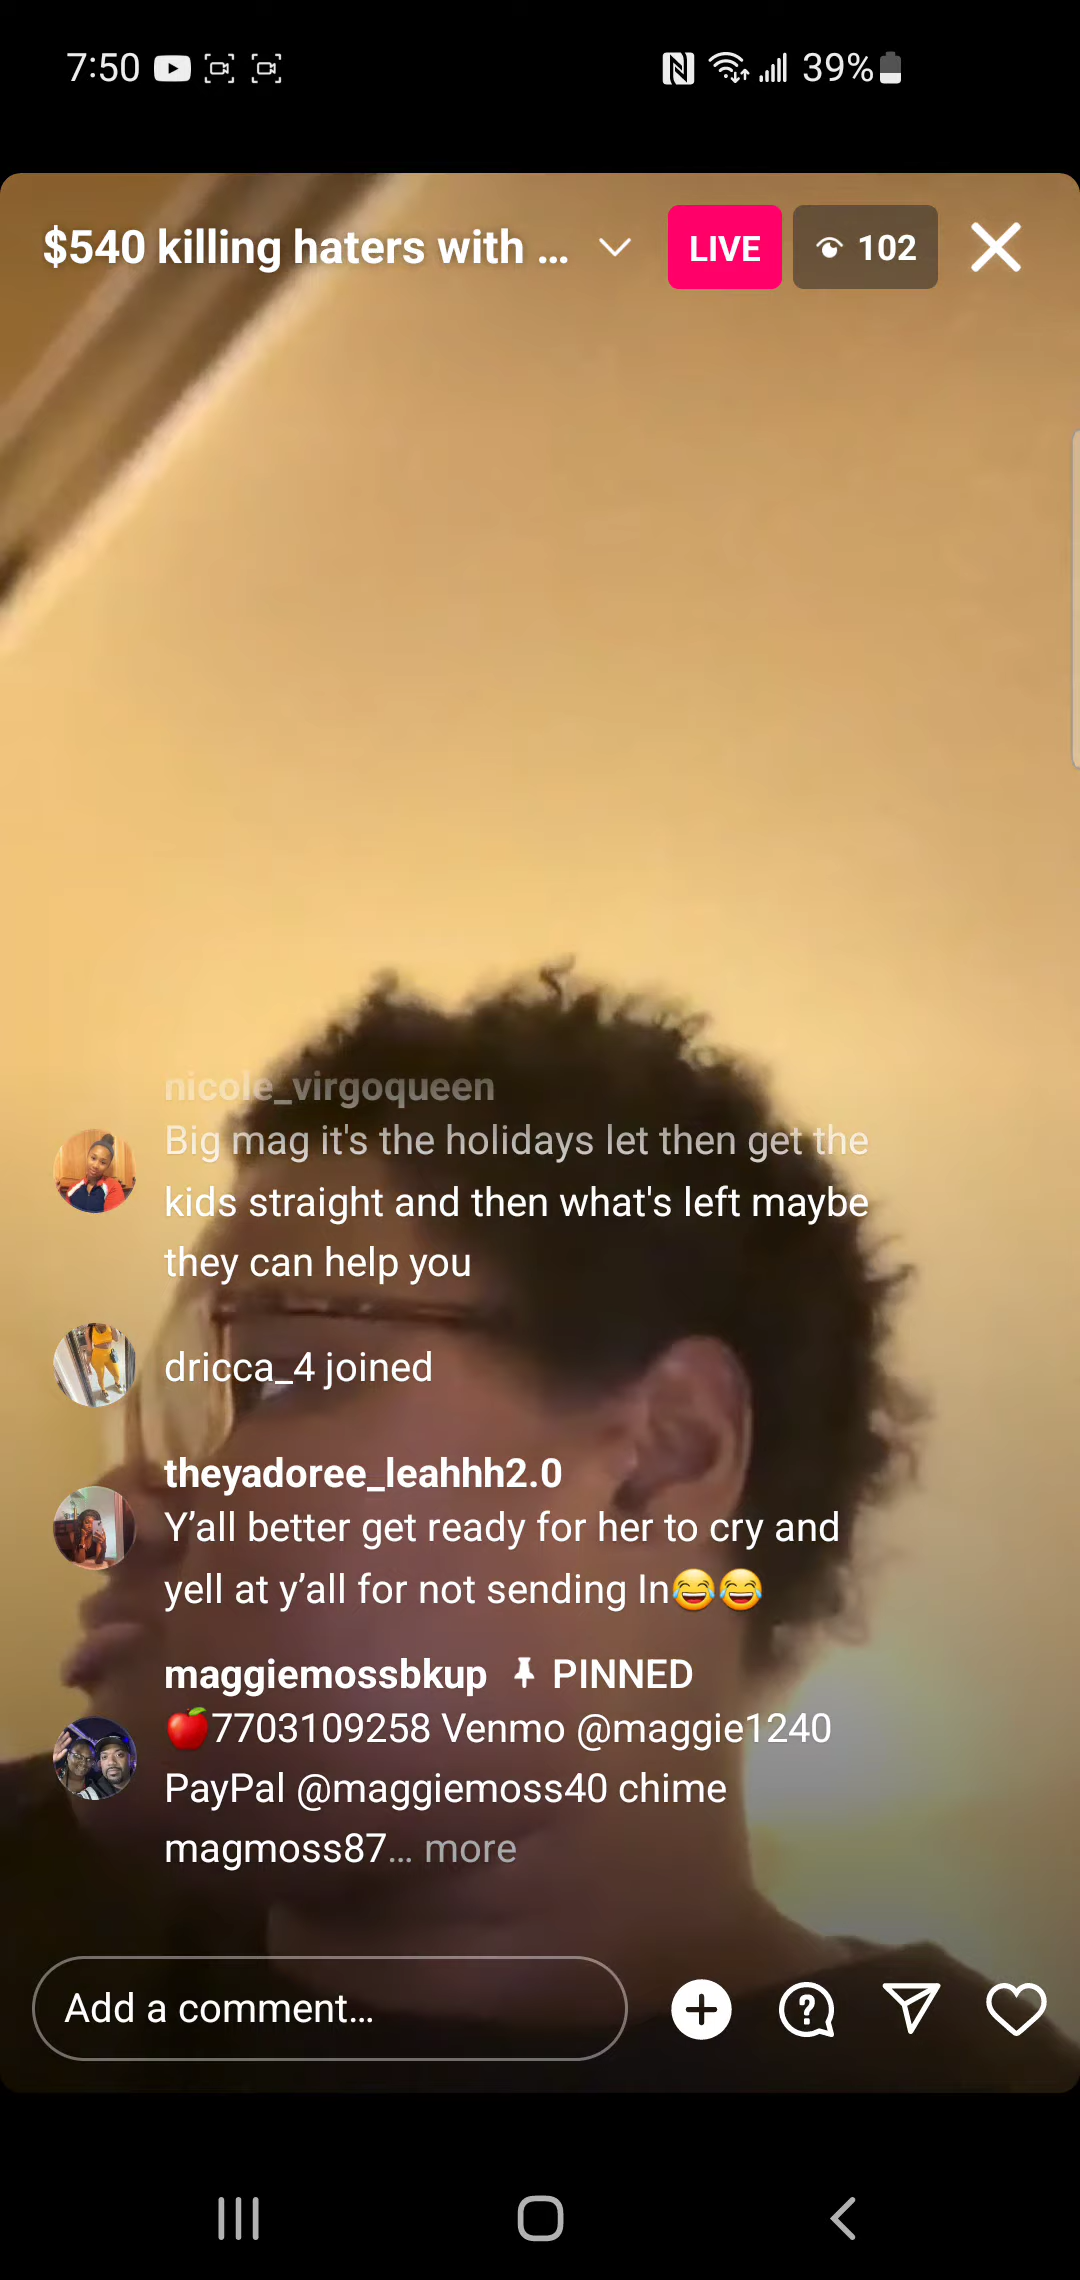 7:50
39%
$540 killing haters with ...
LIVE
102
nicole_virgoqueen
Big mag it's the holidays let then get the
kids straight and then what's left maybe
they can help you
dricca_4 joined
theyadoree_leahhh2.0
Y’all better get ready for her to cry and
yell at y’all for not sending In😂😂
maggiemossbkup PINNED
🍎7703109258 Venmo @maggie1240
PayPal @maggiemoss40 chime
magmoss87... more
Add a comment...